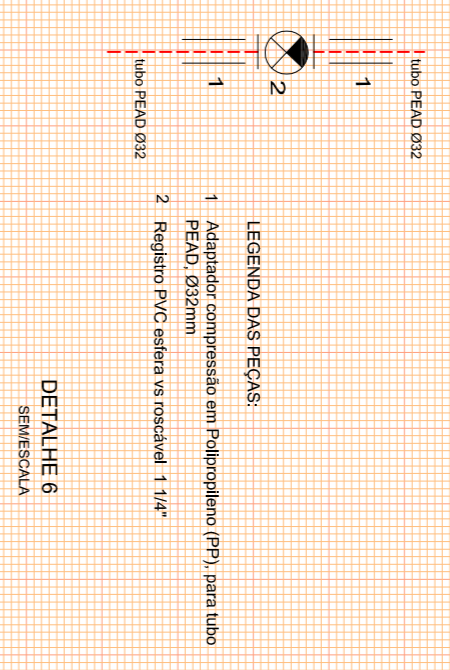 tubo PEAD Ø32
1
2
1
tubo PEAD Ø32
LEGENDA DAS PEÇAS:
1 Adaptador compressão em Polipropileno (PP), para tubo
PEAD, Ø32mm
2 Registro PVC esfera vs roscável 1 1/4"
DETALHE 6
SEM/ESCALA